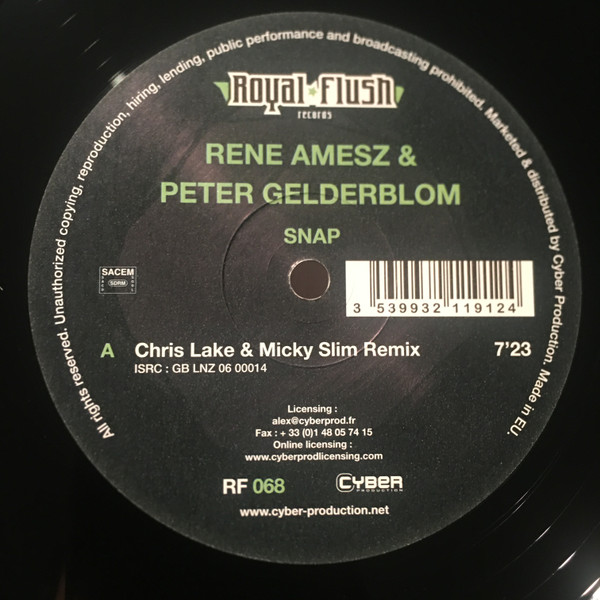 All rights reserved. Unauthorized copying, reproduction, hiring, lending, public performance and broadcasting prohibited. Marketed & distributed by Cyber Production. Made in EU.
Royal Flush
records
RENE AMESZ &
PETER GELDERBLOM
SNAP
SACEM
SDRM
3 539932 119124
A Chris Lake & Micky Slim Remix 7'23
ISRC : GB LNZ 06 00014
Licensing :
alex@cyberprod.fr
Fax : + 33 (0)1 48 05 74 15
Online licensing :
www.cyberprodlicensing.com
RF 068 CYBER
PRODUCTION
www.cyber-production.net